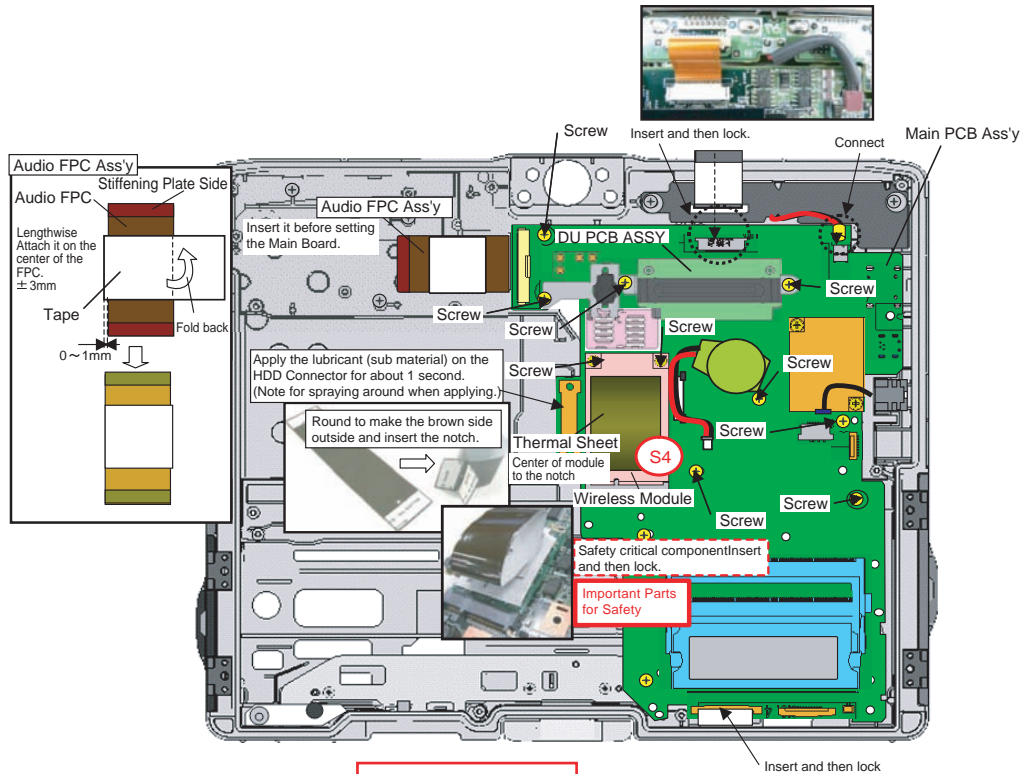 Screw
Insert and then lock.
Connect
Main PCB Ass'y
Audio FPC Ass'y
Stiffening Plate Side
Audio FPC
Lengthwise
Attach it on the
center of the
FPC.
± 3mm
Tape
Fold back
0～1mm
Audio FPC Ass'y
Insert it before setting
the Main Board.
DU PCB ASSY
Screw
Screw
Screw
Screw
Screw
Screw
Apply the lubricant (sub material) on the
HDD Connector for about 1 second.
(Note for spraying around when applying.)
Round to make the brown side
outside and insert the notch.
Thermal Sheet
Center of module
to the notch
S4
Wireless Module
Screw
Screw
Screw
Safety critical componentInsert
and then lock.
Important Parts
for Safety
Insert and then lock